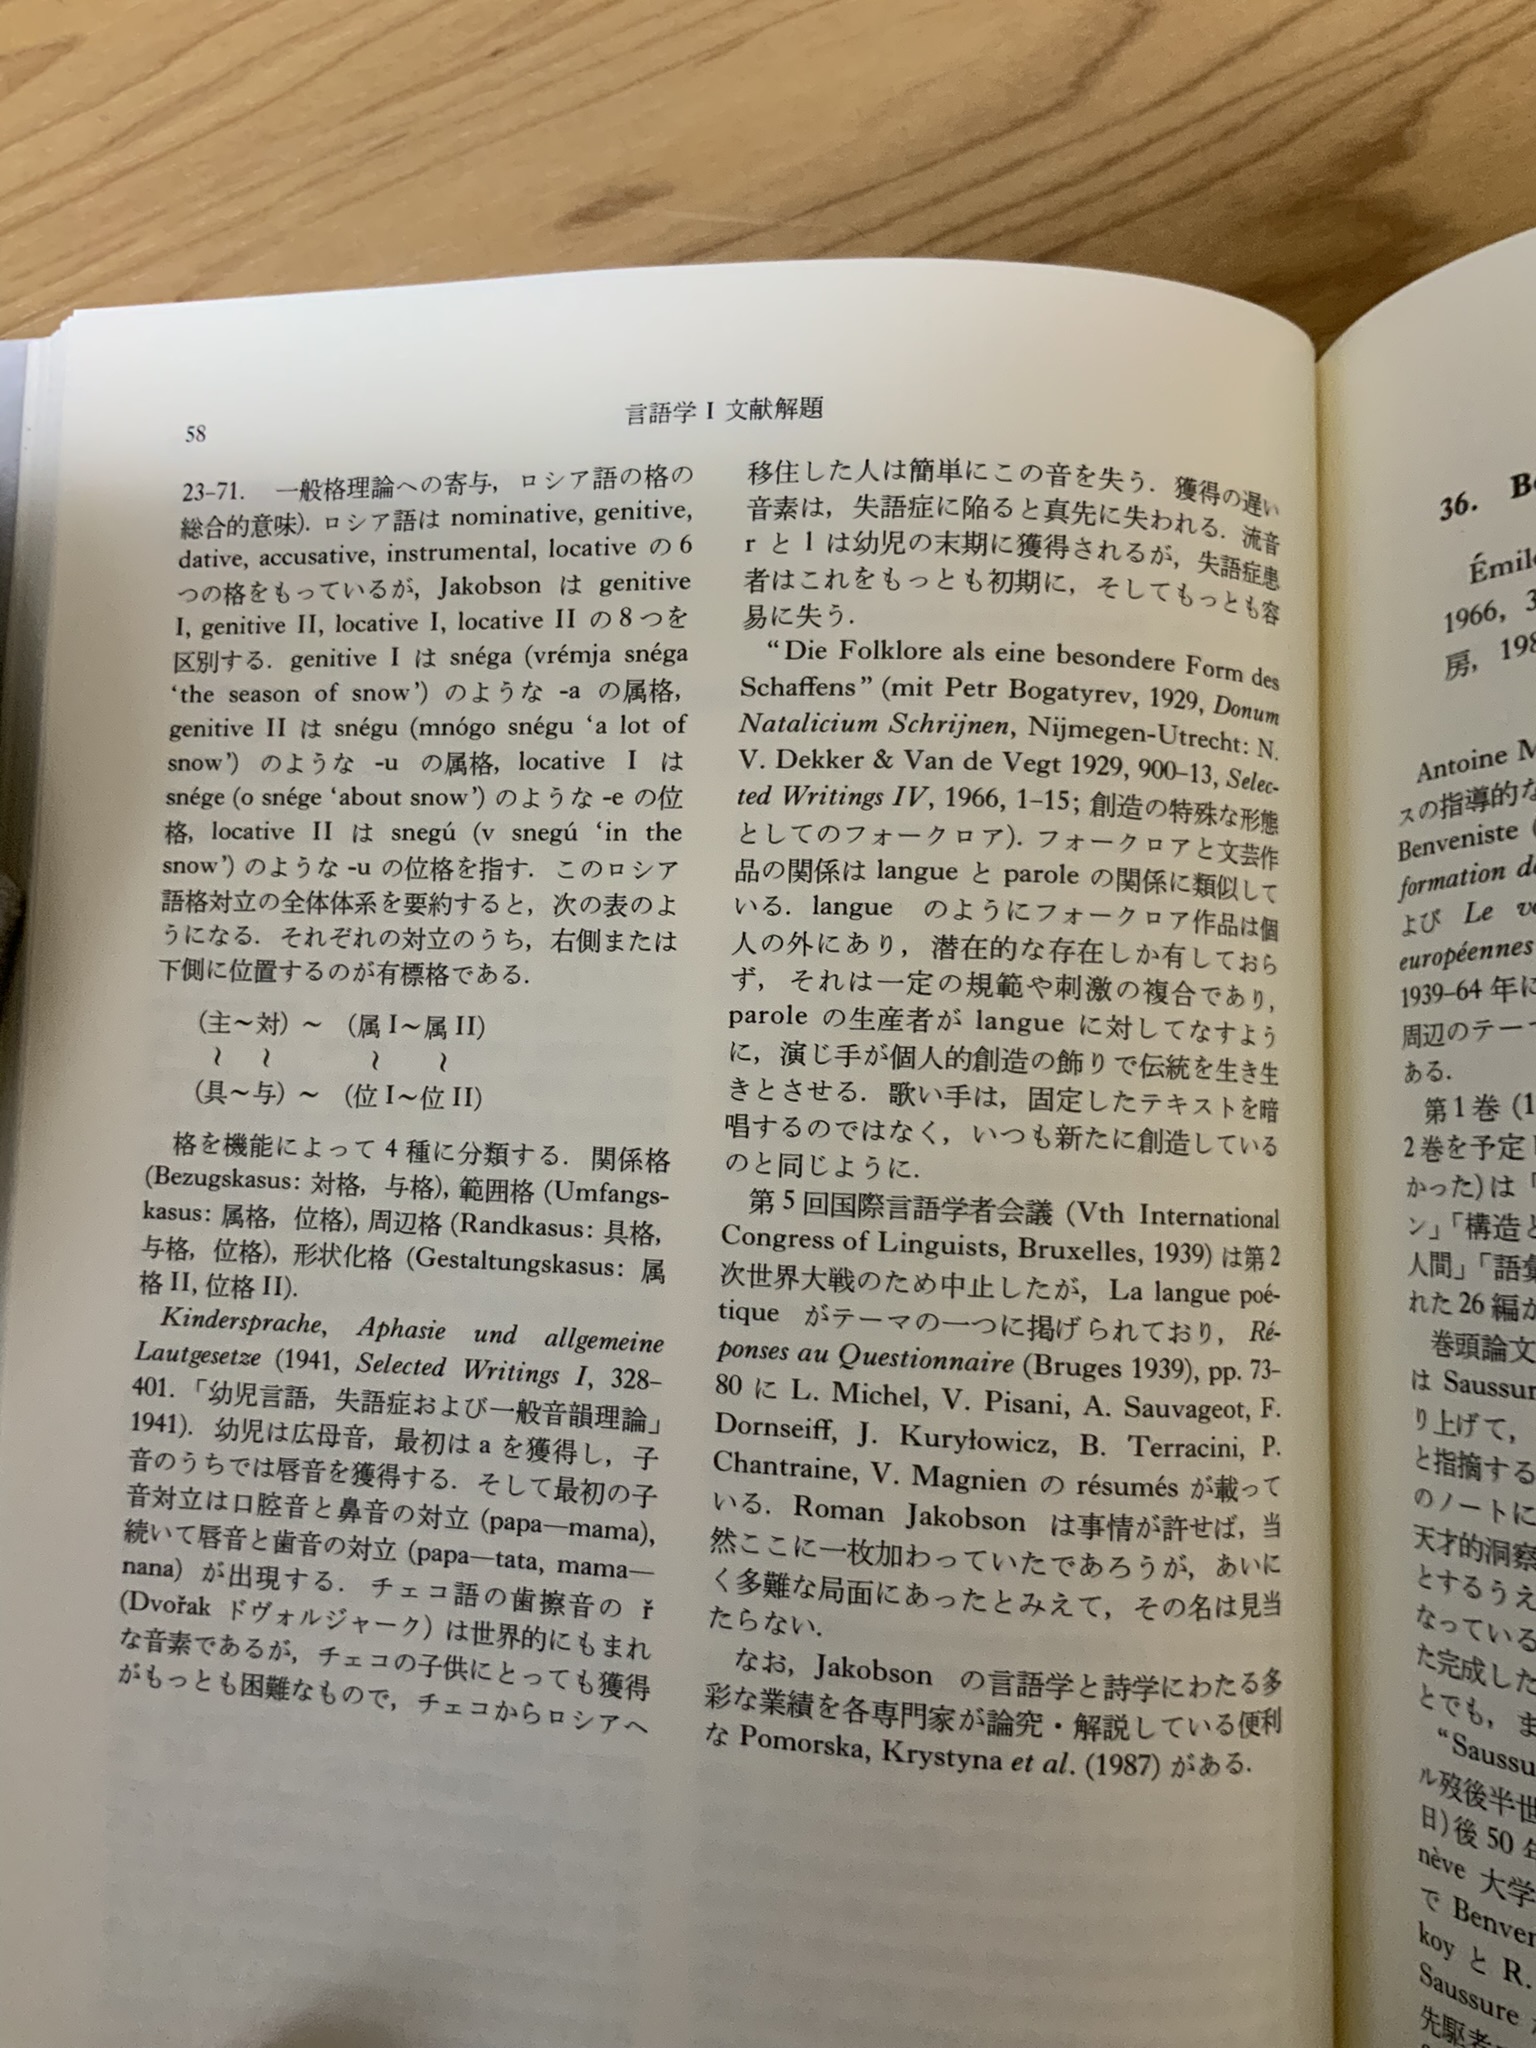 58
言語学 I 文献解題
23–71. 一般格理論への寄与，ロシア語の格の
総合的意味). ロシア語は nominative, genitive,
dative, accusative, instrumental, locative の 6
つの格をもっているが，Jakobson は genitive
I, genitive II, locative I, locative II の 8 つを
区別する．genitive I は snéga (vrémja snéga
‘the season of snow’) のような -a の属格，
genitive II は snégu (mnógo snégu ‘a lot of
snow’) のような -u の属格，locative I は
snége (o snége ‘about snow’) のような -e の位
格，locative II は snegú (v snegú ‘in the
snow’) のような -u の位格を指す．このロシア
語格対立の全体体系を要約すると，次の表のよ
うになる．それぞれの対立のうち，右側または
下側に位置するのが有標格である．
(主～対) ～ (属 I～属 II)
～ ～ ～ ～
(具～与) ～ (位 I～位 II)
格を機能によって 4 種に分類する．関係格
(Bezugskasus: 対格，与格), 範囲格 (Umfangs-
kasus: 属格，位格), 周辺格 (Randkasus: 具格，
与格，位格), 形状化格 (Gestaltungskasus: 属
格 II, 位格 II).
Kindersprache, Aphasie und allgemeine
Lautgesetze (1941, Selected Writings I, 328–
401.「幼児言語，失語症および一般音韻理論」
1941). 幼児は広母音，最初は a を獲得し，子
音のうちでは唇音を獲得する．そして最初の子
音対立は口腔音と鼻音の対立 (papa—mama),
続いて唇音と歯音の対立 (papa—tata, mama—
nana) が出現する．チェコ語の歯擦音の ř
(Dvořak ドヴォルジャーク) は世界的にもまれ
な音素であるが，チェコの子供にとっても獲得
がもっとも困難なもので，チェコからロシアへ
移住した人は簡単にこの音を失う．獲得の遅い
音素は，失語症に陥ると真先に失われる．流音
r と l は幼児の末期に獲得されるが，失語症患
者はこれをもっとも初期に，そしてもっとも容
易に失う．
“Die Folklore als eine besondere Form des
Schaffens” (mit Petr Bogatyrev, 1929, Donum
Natalicium Schrijnen, Nijmegen-Utrecht: N.
V. Dekker & Van de Vegt 1929, 900–13, Selec-
ted Writings IV, 1966, 1–15; 創造の特殊な形態
としてのフォークロア). フォークロアと文芸作
品の関係は langue と parole の関係に類似して
いる．langue のようにフォークロア作品は個
人の外にあり，潜在的な存在しか有しておら
ず，それは一定の規範や刺激の複合であり，
parole の生産者が langue に対してなすよう
に，演じ手が個人的創造の飾りで伝統を生き生
きとさせる．歌い手は，固定したテキストを暗
唱するのではなく，いつも新たに創造している
のと同じように．
第 5 回国際言語学者会議 (Vth International
Congress of Linguists, Bruxelles, 1939) は第 2
次世界大戦のため中止したが，La langue poé-
tique がテーマの一つに掲げられており，Ré-
ponses au Questionnaire (Bruges 1939), pp. 73-
80 に L. Michel, V. Pisani, A. Sauvageot, F.
Dornseiff, J. Kuryłowicz, B. Terracini, P.
Chantraine, V. Magnien の résumés が載って
いる．Roman Jakobson は事情が許せば，当
然ここに一枚加わっていたであろうが，あいに
く多難な局面にあったとみえて，その名は見当
たらない．
なお，Jakobson の言語学と詩学にわたる多
彩な業績を各専門家が論究・解説している便利
な Pomorska, Krystyna et al. (1987) がある．
36. B
Émil
1966, 3
房，198
Antoine M
スの指導的な
Benveniste (
formation d
よび Le v
européennes
1939–64 年に
周辺のテー
ある．
第 1 巻 (1
2 巻を予定
かった) は「
ン」「構造と
人間」「語彙
れた 26 編が
巻頭論文
は Saussur
り上げて，
と指摘する
のノートに
天才的洞察
とするうえ
なっている
た完成した
とでも，ま
“Saussu
ル歿後半世
日) 後 50 年
nève 大学
で Benven
koy と R.
Saussure
先駆者